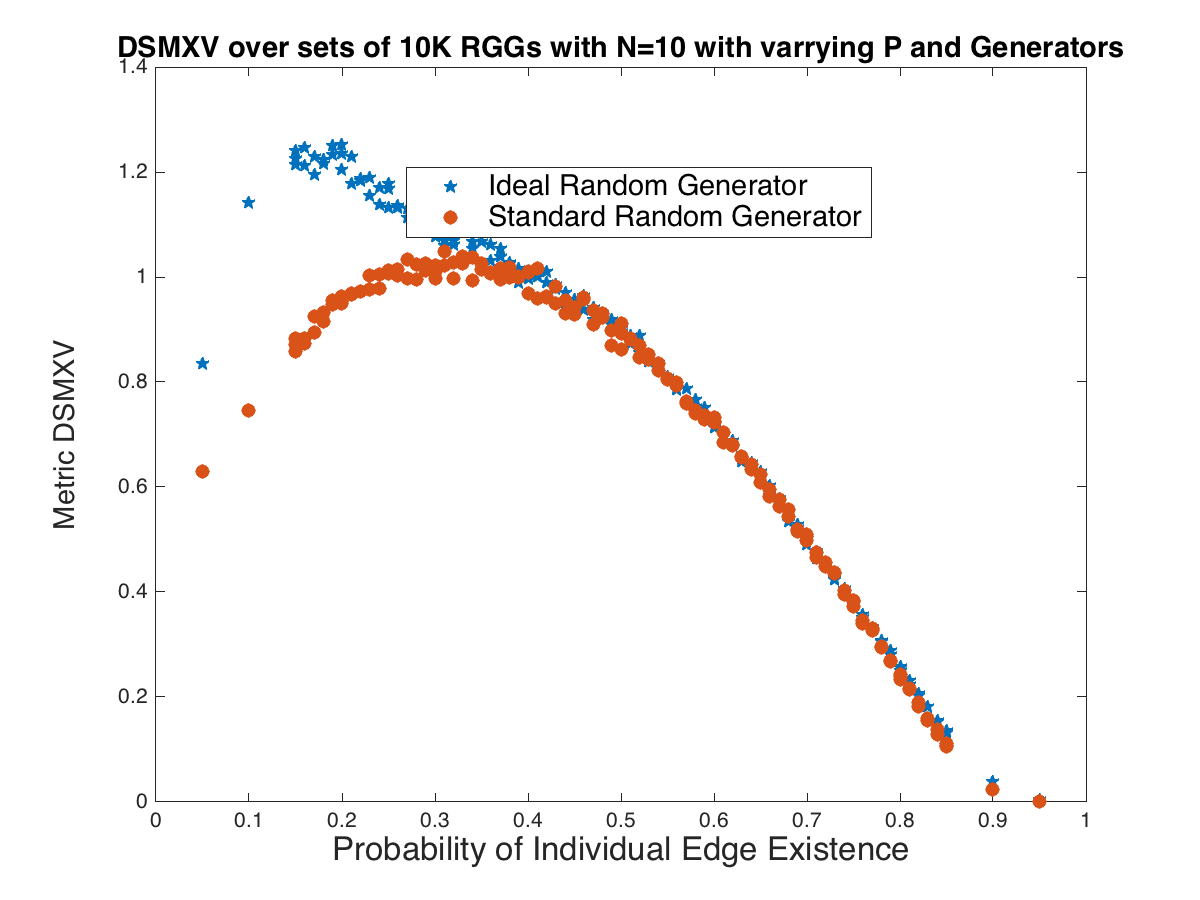 DSMXV over sets of 10K RGGs with N=10 with varrying P and Generators
1.4
1.2
1
0.8
0.6
0.4
0.2
0
Metric DSMXV
Ideal Random Generator
Standard Random Generator
0 0.1 0.2 0.3 0.4 0.5 0.6 0.7 0.8 0.9 1
Probability of Individual Edge Existence